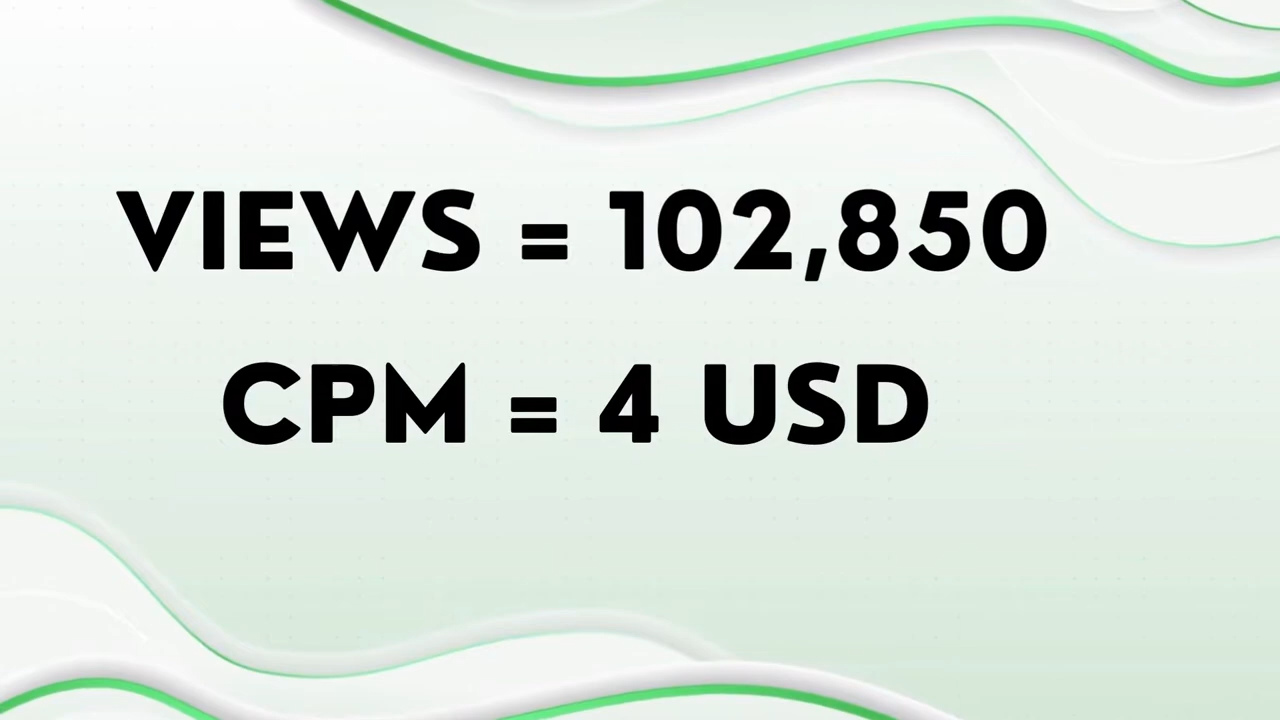 VIEWS = 102,850
CPM = 4 USD